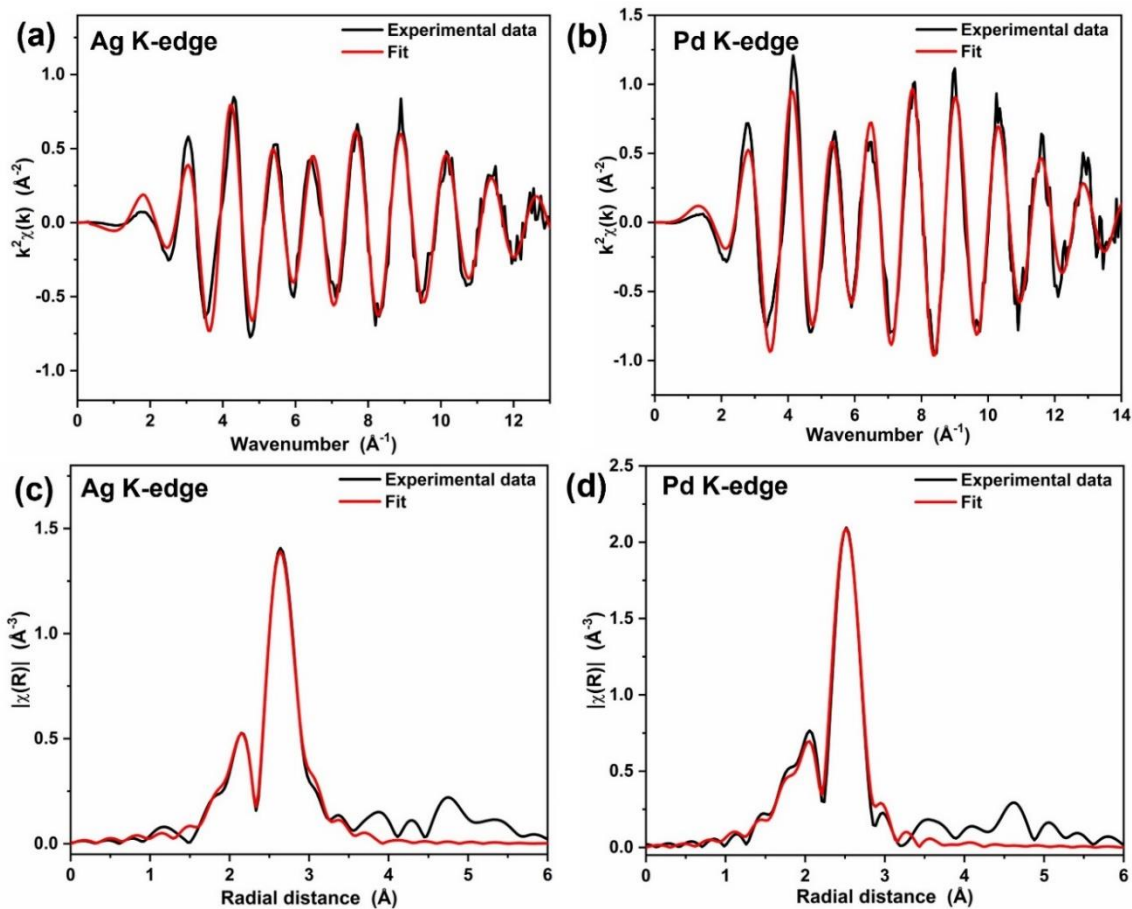 (a) Ag K-edge
Experimental data
Fit
k²χ(k) (Å⁻²)
1.0
0.5
0.0
-0.5
-1.0
0 2 4 6 8 10 12
Wavenumber (Å⁻¹)
(b) Pd K-edge
Experimental data
Fit
k²χ(k) (Å⁻²)
1.5
1.0
0.5
0.0
-0.5
-1.0
0 2 4 6 8 10 12 14
Wavenumber (Å⁻¹)
(c) Ag K-edge
Experimental data
Fit
|χ(R)| (Å⁻³)
1.5
1.0
0.5
0.0
0 1 2 3 4 5 6
Radial distance (Å)
(d) Pd K-edge
Experimental data
Fit
|χ(R)| (Å⁻³)
2.5
2.0
1.5
1.0
0.5
0.0
0 1 2 3 4 5 6
Radial distance (Å)